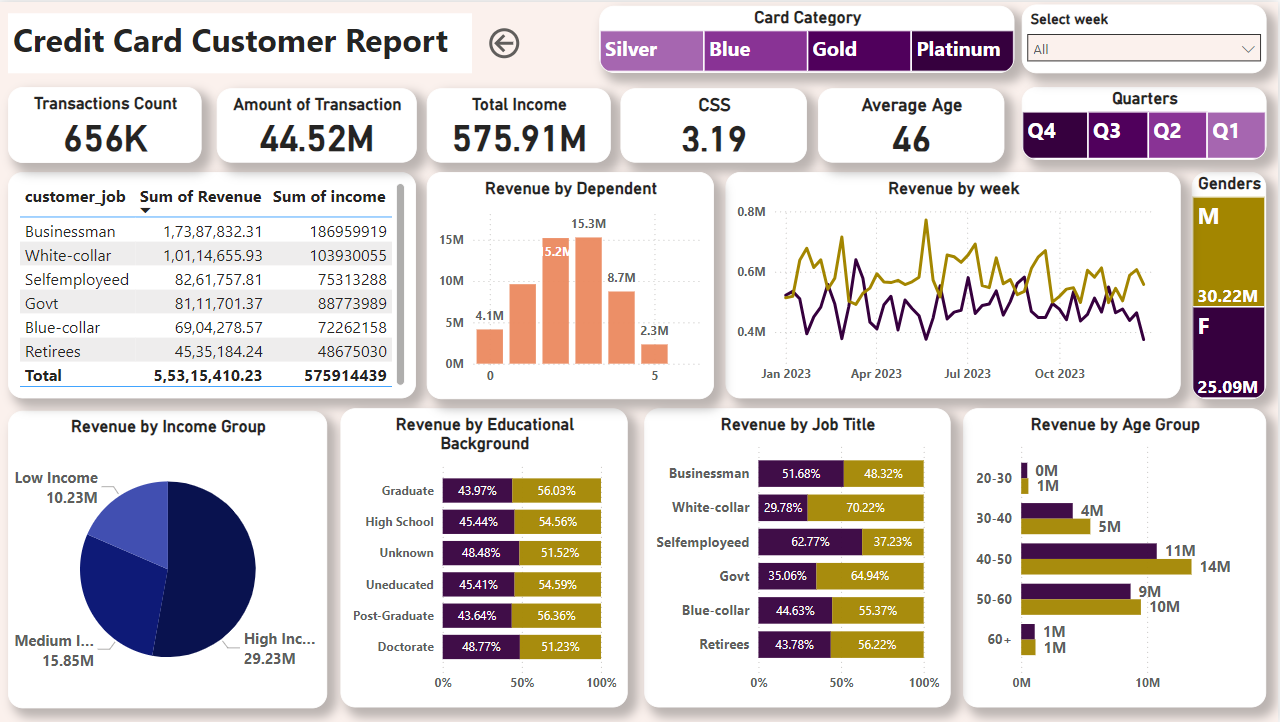 Credit Card Customer Report
Card Category
Silver Blue Gold Platinum
Select week
All
Transactions Count
656K
Amount of Transaction
44.52M
Total Income
575.91M
CSS
3.19
Average Age
46
Quarters
Q4 Q3 Q2 Q1
customer_job Sum of Revenue Sum of income
Businessman 1,73,87,832.31 186959919
White-collar 1,01,14,655.93 103930055
Selfemployeed 82,61,757.81 75313288
Govt 81,11,701.37 88773989
Blue-collar 69,04,278.57 72262158
Retirees 45,35,184.24 48675030
Total 5,53,15,410.23 575914439
Revenue by Dependent
15M
10M
5M
0M
4.1M
5.2M
15.3M
8.7M
2.3M
0 5
Revenue by week
0.8M
0.6M
0.4M
Jan 2023 Apr 2023 Jul 2023 Oct 2023
Genders
M
30.22M
F
25.09M
Revenue by Income Group
Low Income
10.23M
Medium I...
15.85M
High Inc...
29.23M
Revenue by Educational
Background
Graduate 43.97% 56.03%
High School 45.44% 54.56%
Unknown 48.48% 51.52%
Uneducated 45.41% 54.59%
Post-Graduate 43.64% 56.36%
Doctorate 48.77% 51.23%
0% 50% 100%
Revenue by Job Title
Businessman 51.68% 48.32%
White-collar 29.78% 70.22%
Selfemployeed 62.77% 37.23%
Govt 35.06% 64.94%
Blue-collar 44.63% 55.37%
Retirees 43.78% 56.22%
0% 50% 100%
Revenue by Age Group
20-30 0M
1M
30-40 4M
5M
40-50 11M
14M
50-60 9M
10M
60+ 1M
1M
0M 10M